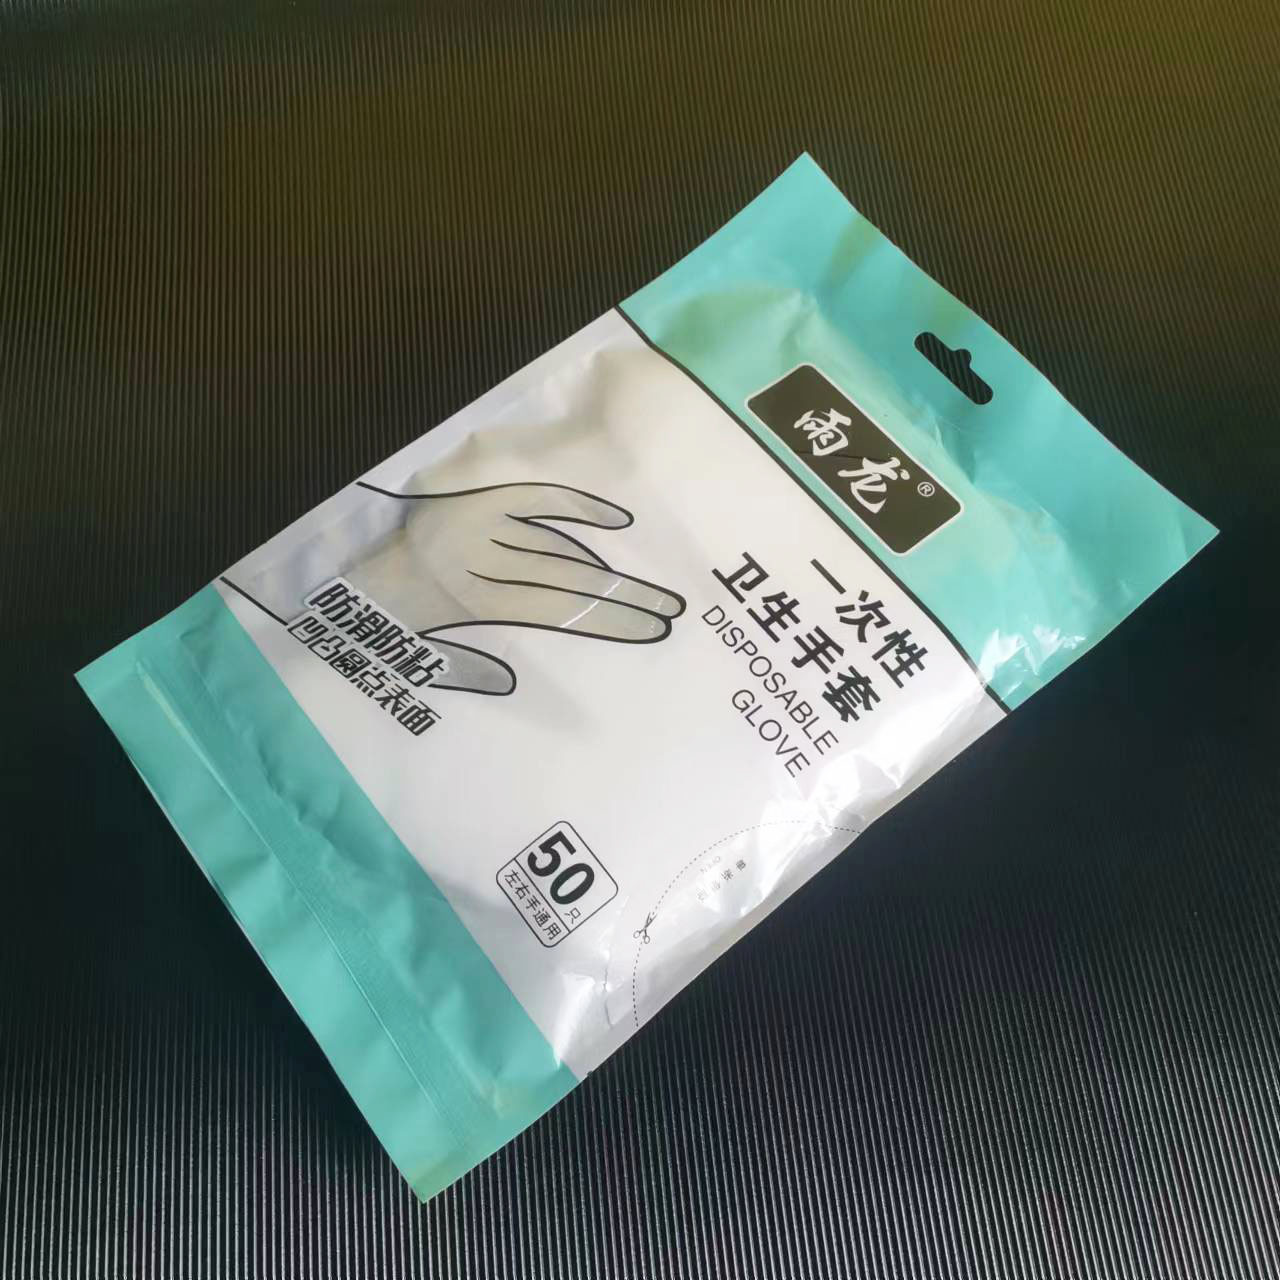 雨龙®
一次性
卫生手套
DISPOSABLE
GLOVE
防滑防粘
凹凸圆点表面
50只
左右手通用